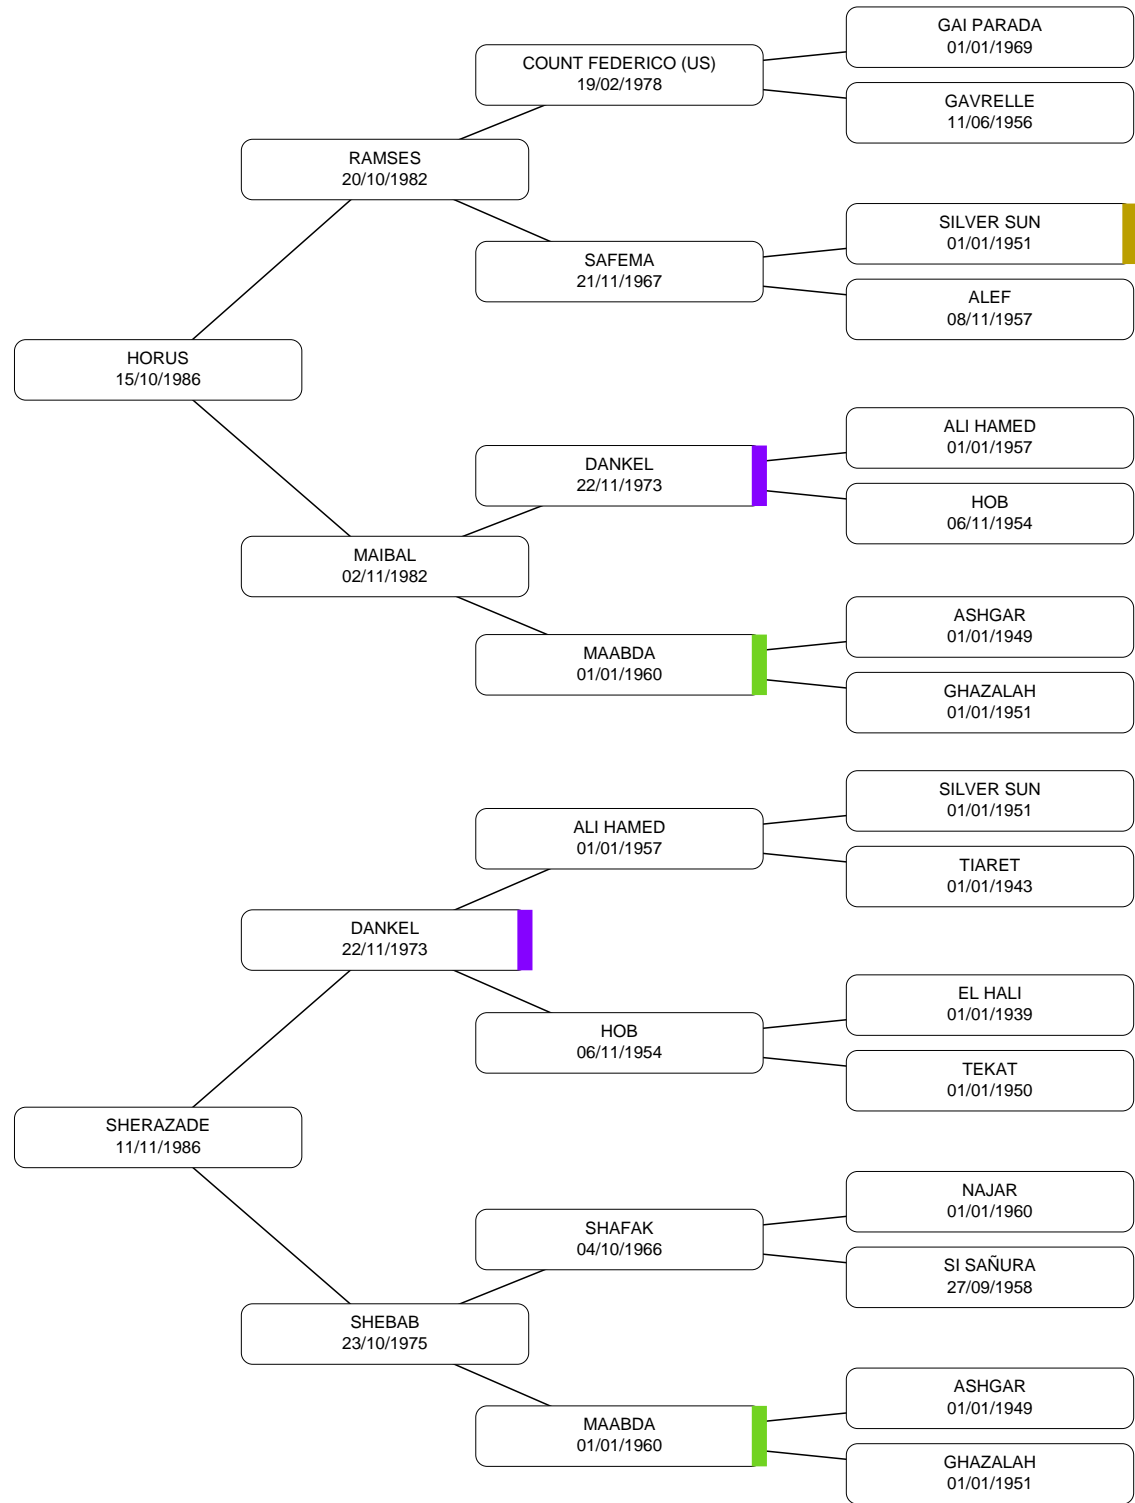 GAI PARADA
01/01/1969
COUNT FEDERICO (US)
19/02/1978
GAVRELLE
11/06/1956
RAMSES
20/10/1982
SILVER SUN
01/01/1951
SAFEMA
21/11/1967
ALEF
08/11/1957
HORUS
15/10/1986
ALI HAMED
01/01/1957
DANKEL
22/11/1973
HOB
06/11/1954
MAIBAL
02/11/1982
ASHGAR
01/01/1949
MAABDA
01/01/1960
GHAZALAH
01/01/1951
SILVER SUN
01/01/1951
ALI HAMED
01/01/1957
TIARET
01/01/1943
DANKEL
22/11/1973
EL HALI
01/01/1939
HOB
06/11/1954
TEKAT
01/01/1950
SHERAZADE
11/11/1986
NAJAR
01/01/1960
SHAFAK
04/10/1966
SI SAÑURA
27/09/1958
SHEBAB
23/10/1975
ASHGAR
01/01/1949
MAABDA
01/01/1960
GHAZALAH
01/01/1951